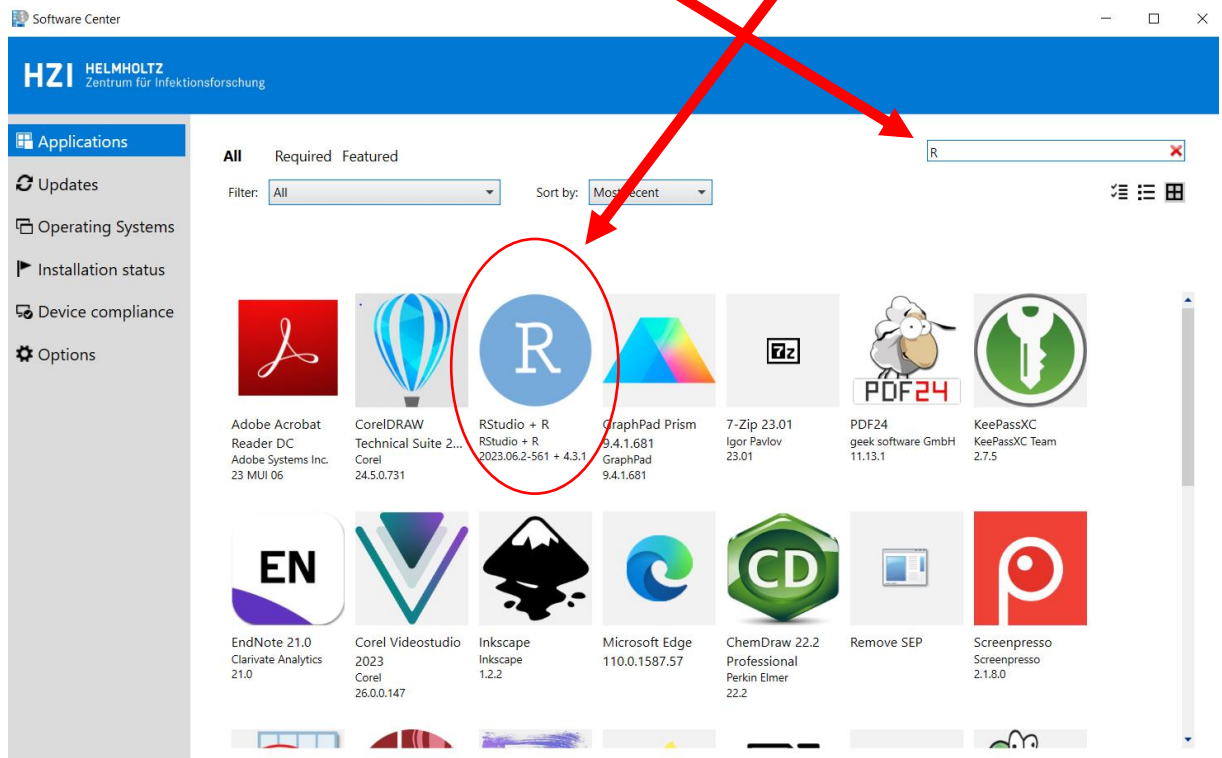 Software Center
HZI HELMHOLTZ
Zentrum für Infektionsforschung
Applications
Updates
Operating Systems
Installation status
Device compliance
Options
All Required Featured
R
Filter: All Sort by: Most recent
R
7z
PDF24
Adobe Acrobat
Reader DC
Adobe Systems Inc.
23 MUI 06
CorelDRAW
Technical Suite 2...
Corel
24.5.0.731
RStudio + R
RStudio + R
2023.06.2-561 + 4.3.1
GraphPad Prism
9.4.1.681
GraphPad
9.4.1.681
7-Zip 23.01
Igor Pavlov
23.01
PDF24
geek software GmbH
11.13.1
KeePassXC
KeePassXC Team
2.7.5
EN
CD
EndNote 21.0
Clarivate Analytics
21.0
Corel Videostudio
2023
Corel
26.0.0.147
Inkscape
Inkscape
1.2.2
Microsoft Edge
110.0.1587.57
ChemDraw 22.2
Professional
Perkin Elmer
22.2
Remove SEP
Screenpresso
Screenpresso
2.1.8.0